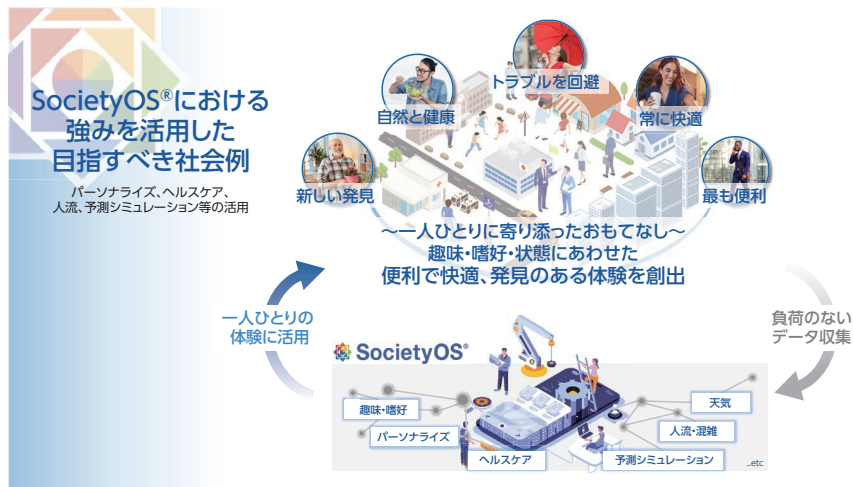 SocietyOS®における
強みを活用した
目指すべき社会例
パーソナライズ、ヘルスケア、
人流、予測シミュレーション等の活用
新しい発見
自然と健康
トラブルを回避
常に快適
最も便利
～一人ひとりに寄り添ったおもてなし～
趣味・嗜好・状態にあわせた
便利で快適、発見のある体験を創出
一人ひとりの
体験に活用
負荷のない
データ収集
SocietyOS®
趣味・嗜好
パーソナライズ
ヘルスケア
天気
人流・混雑
予測シミュレーション
...etc